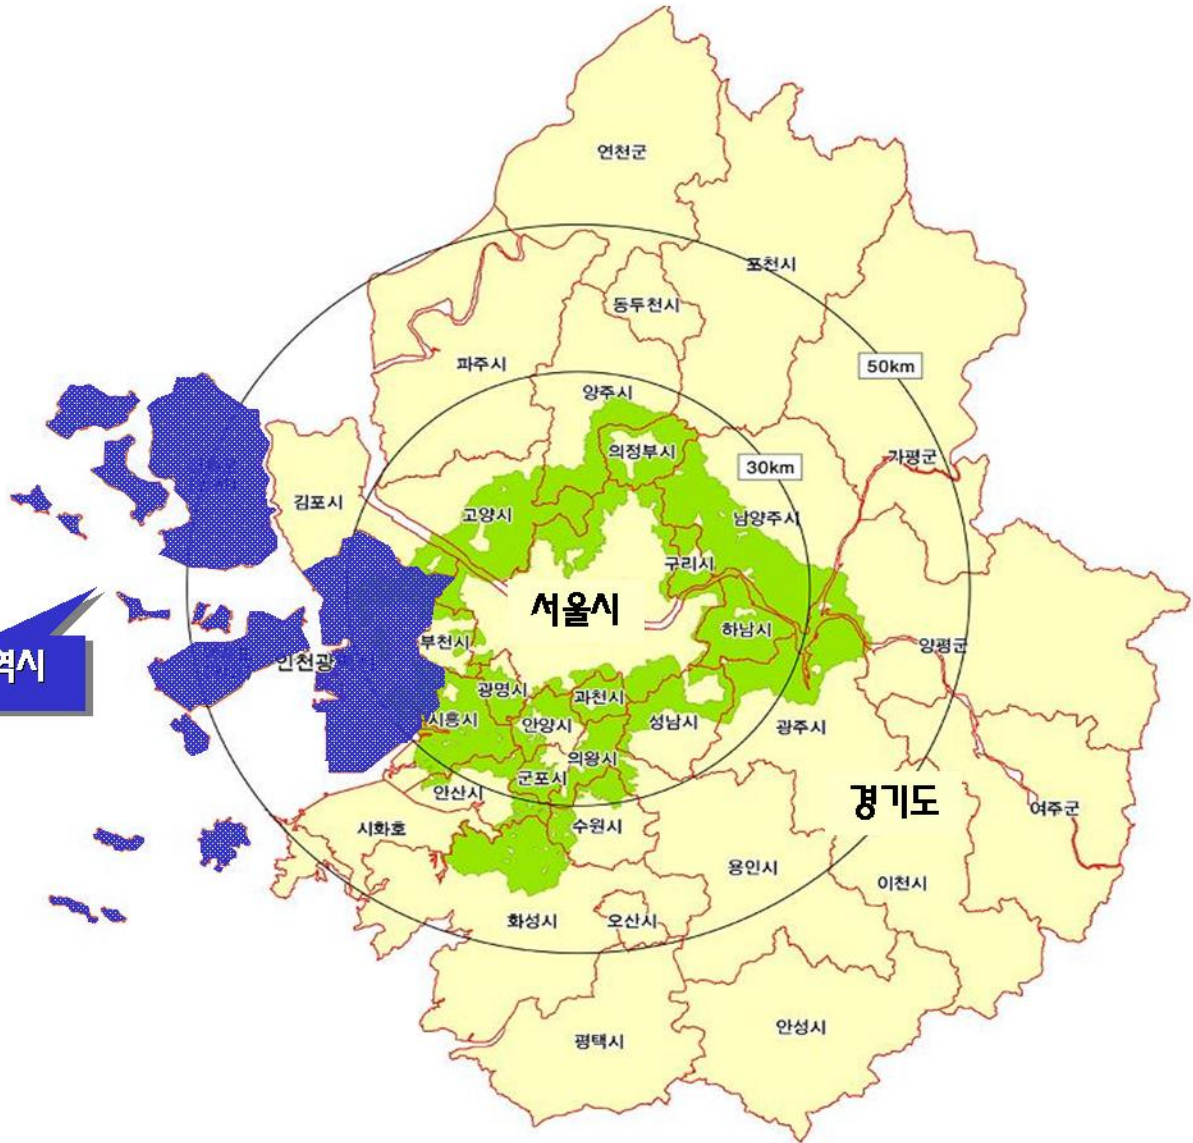 연천군
포천시
동두천시
파주시
50km
양주시
의정부시
30km
가평군
김포시
고양시
남양주시
구리시
서울시
하남시
부천시
양평군
역시
인천광
광명시
과천시
시흥시
안양시
성남시
광주시
의왕시
군포시
안산시
경기도
여주군
시화호
수원시
용인시
이천시
화성시
오산시
안성시
평택시